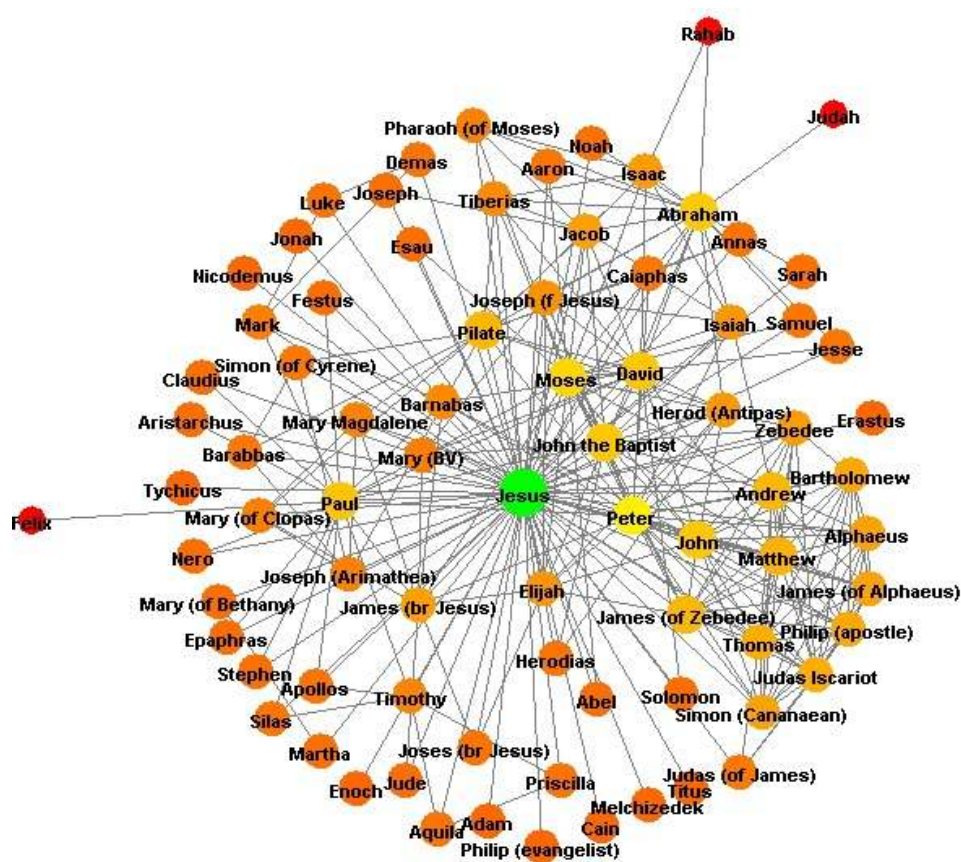 Rahab
Judah
Pharaoh (of Moses)
Noah
Demas
Aaron
Isaac
Joseph
Luke
Tiberias
Abraham
Jacob
Jonah
Annas
Esau
Nicodemus
Caiaphas
Sarah
Festus
Joseph (f Jesus)
Mark
Pilate
Isaiah
Samuel
Jesse
Simon (of Cyrene)
Claudius
Moses
David
Barnabas
Herod (Antipas)
Aristarchus
Mary Magdalene
Erastus
Zebedee
John the Baptist
Barabbas
Mary (BV)
Bartholomew
Tychicus
Jesus
Andrew
Paul
Felix
Mary (of Clopas)
Peter
Alphaeus
John
Matthew
Nero
Joseph (Arimathea)
James (of Alphaeus)
Elijah
Mary (of Bethany)
James (br Jesus)
James (of Zebedee)
Philip (apostle)
Epaphras
Thomas
Herodias
Stephen
Judas Iscariot
Apollos
Timothy
Abel
Solomon
Simon (Cananaean)
Silas
Martha
Joses (br Jesus)
Judas (of James)
Enoch
Jude
Priscilla
Titus
Melchizedek
Aquila
Adam
Cain
Philip (evangelist)